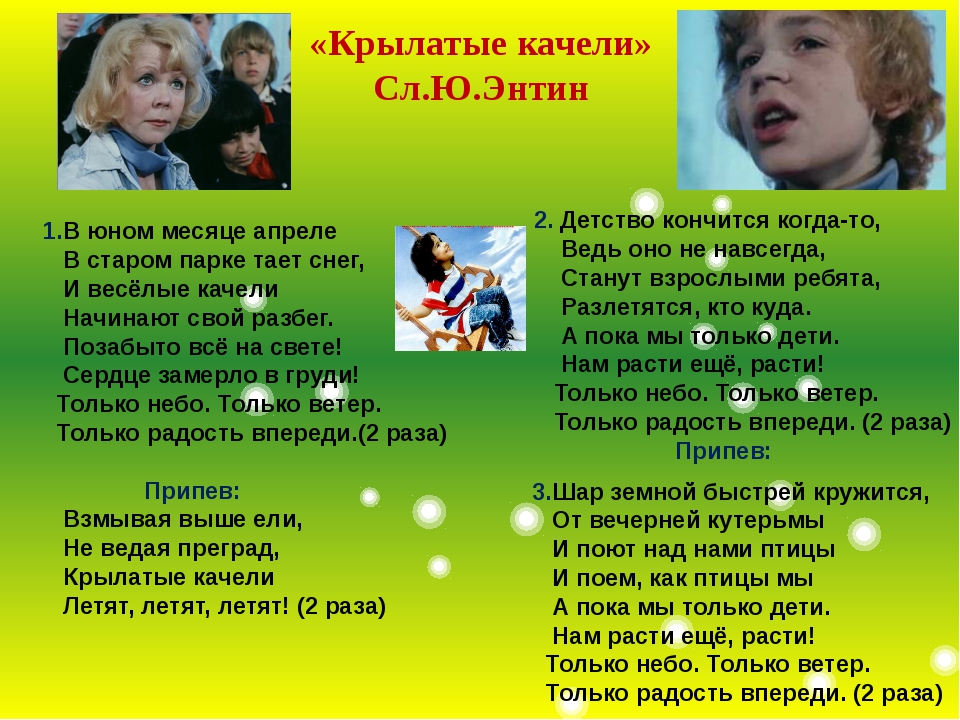 «Крылатые качели»
Сл.Ю.Энтин
1.В юном месяце апреле
В старом парке тает снег,
И весёлые качели
Начинают свой разбег.
Позабыто всё на свете!
Сердце замерло в груди!
Только небо. Только ветер.
Только радость впереди.(2 раза)
Припев:
Взмывая выше ели,
Не ведая преград,
Крылатые качели
Летят, летят, летят! (2 раза)
2. Детство кончится когда-то,
Ведь оно не навсегда,
Станут взрослыми ребята,
Разлетятся, кто куда.
А пока мы только дети.
Нам расти ещё, расти!
Только небо. Только ветер.
Только радость впереди. (2 раза)
Припев:
3.Шар земной быстрей кружится,
От вечерней кутерьмы
И поют над нами птицы
И поем, как птицы мы
А пока мы только дети.
Нам расти ещё, расти!
Только небо. Только ветер.
Только радость впереди. (2 раза)